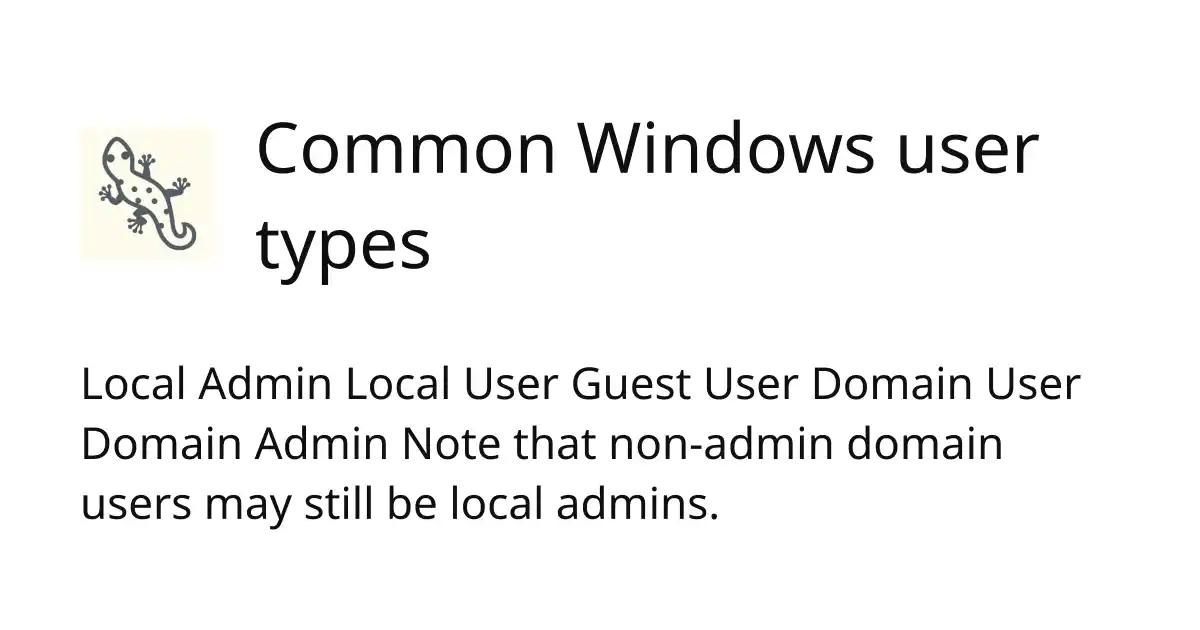 Common Windows user
types
Local Admin Local User Guest User Domain User
Domain Admin Note that non-admin domain
users may still be local admins.